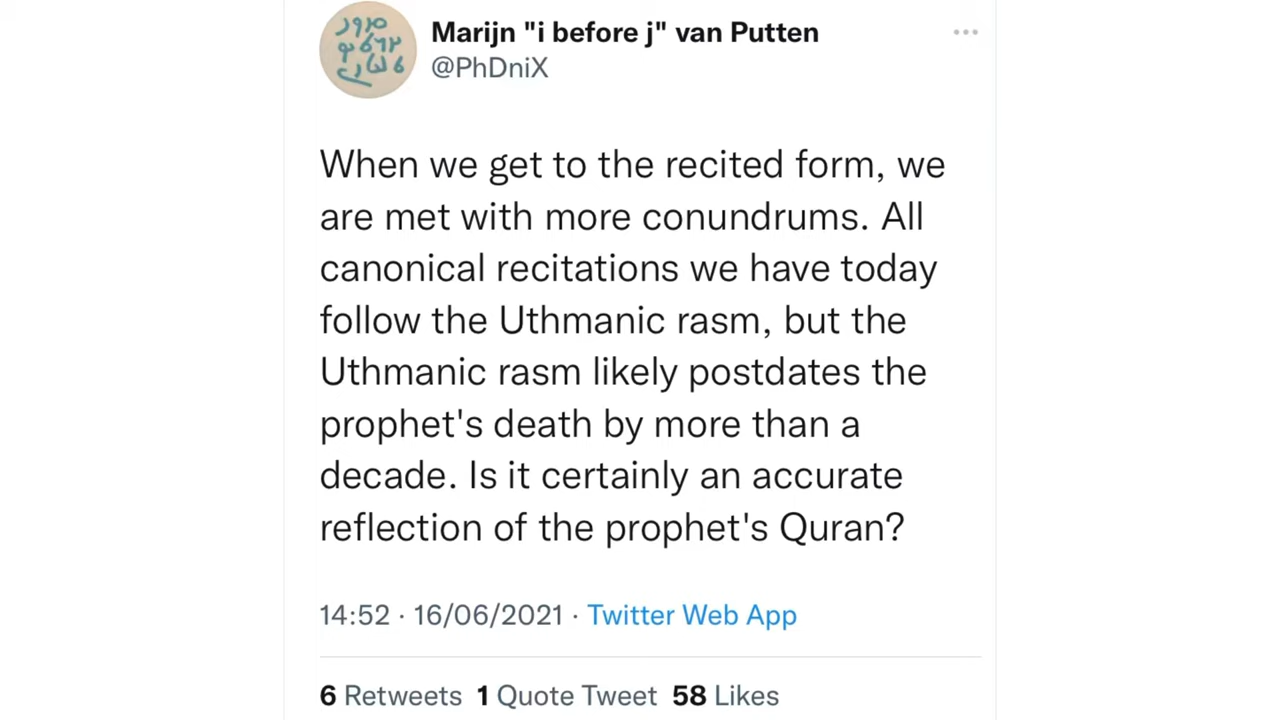 Marijn "i before j" van Putten
@PhDniX
When we get to the recited form, we
are met with more conundrums. All
canonical recitations we have today
follow the Uthmanic rasm, but the
Uthmanic rasm likely postdates the
prophet's death by more than a
decade. Is it certainly an accurate
reflection of the prophet's Quran?
14:52 · 16/06/2021 · Twitter Web App
6 Retweets 1 Quote Tweet 58 Likes